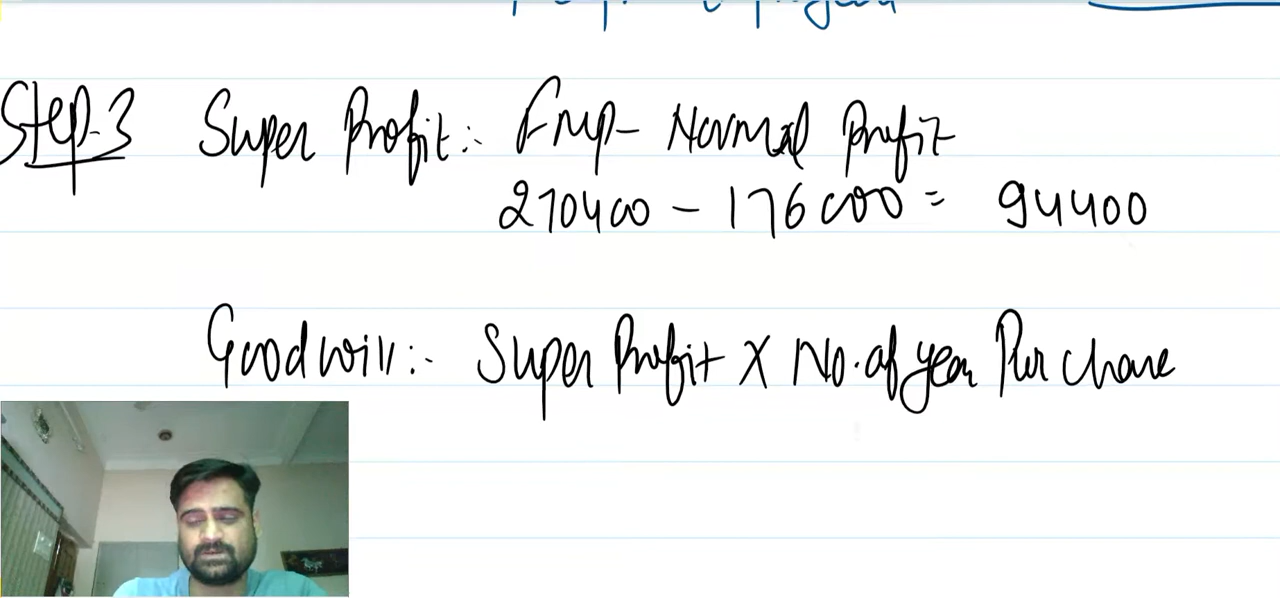 Step-3 Super Profit:- FMP- Normal Profit
270400 - 176000 = 94400
Goodwill:- Super Profit X No. of year Purchase